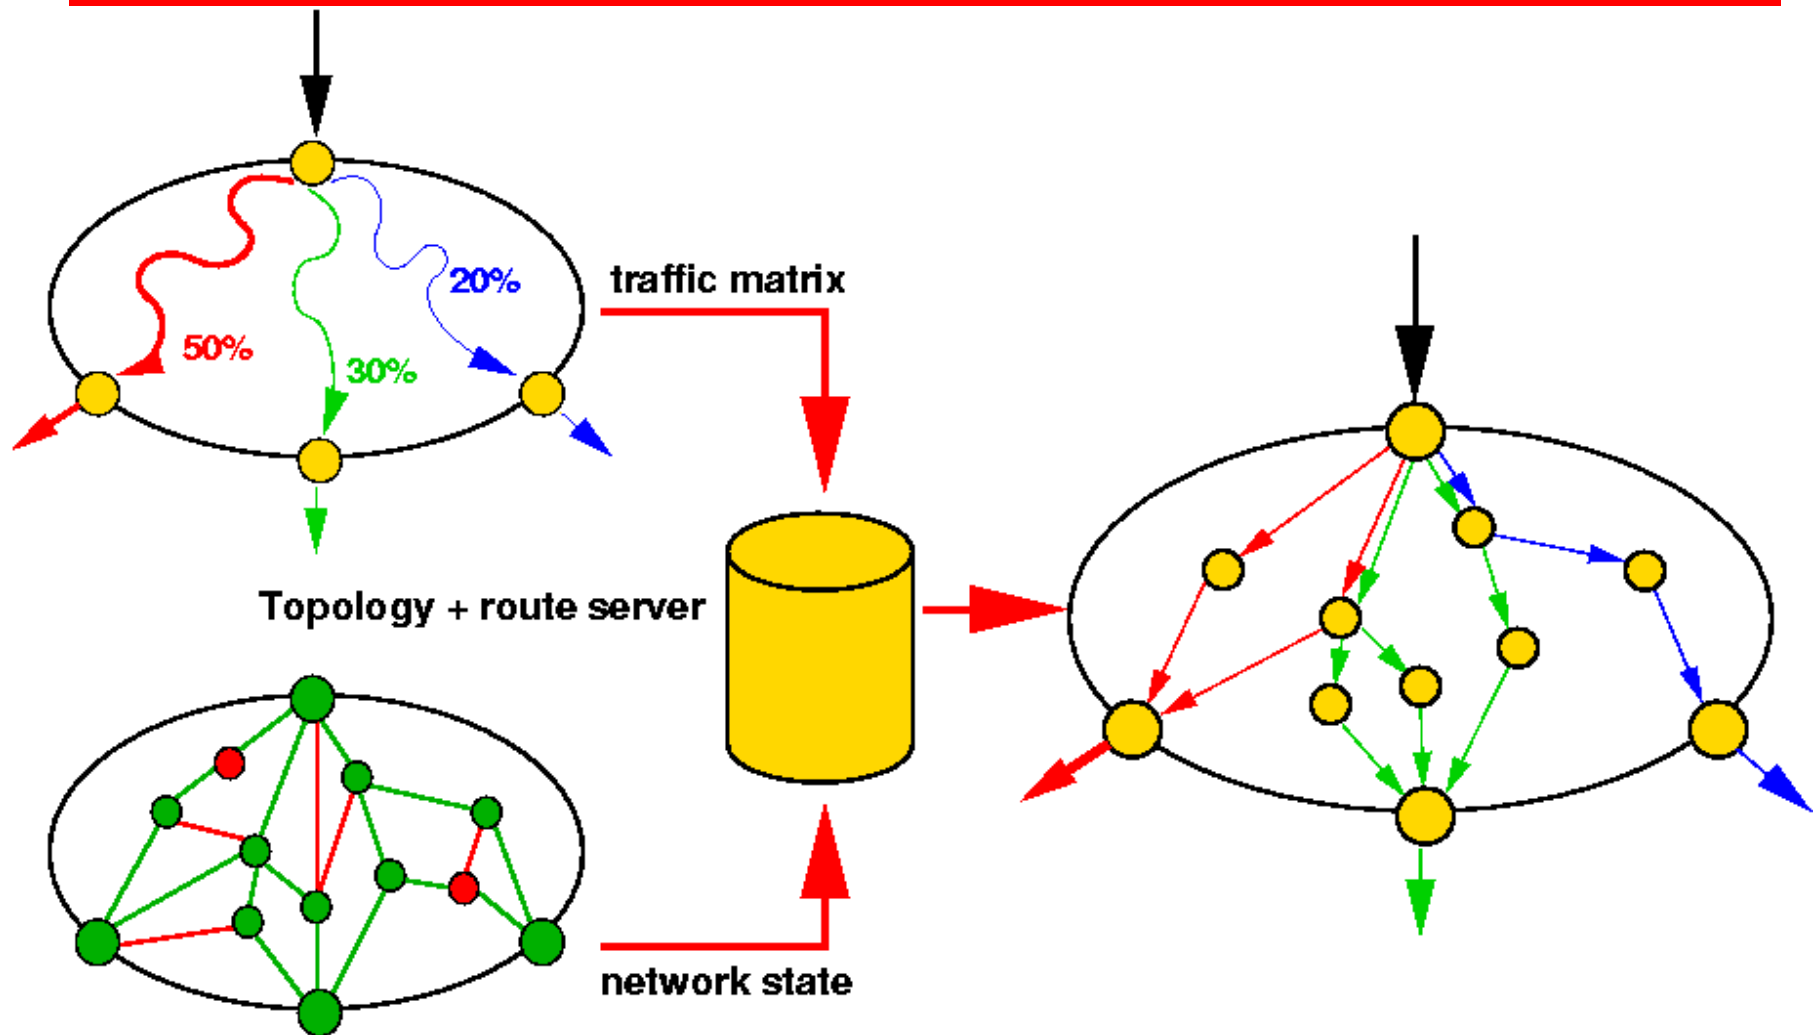 traffic matrix
20%
50%
30%
Topology + route server
network state